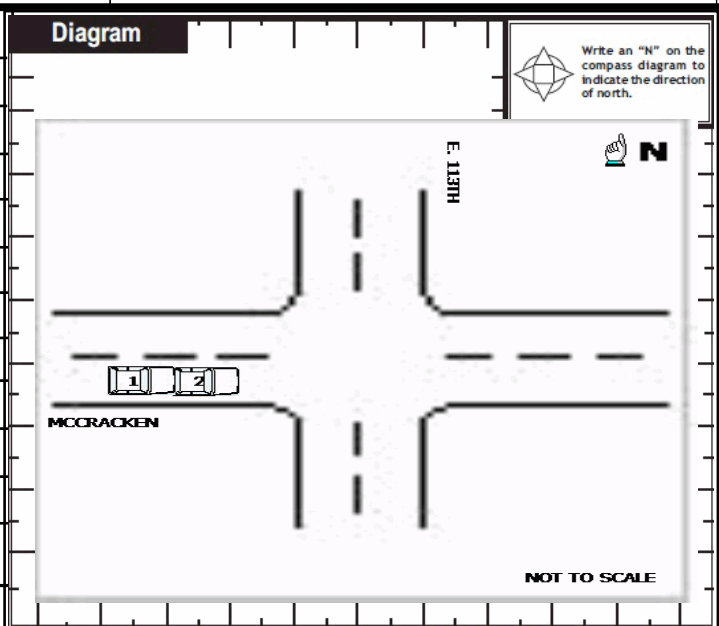 Diagram
Write an "N" on the
compass diagram to
indicate the direction
of north.
N
E. 113TH
1 2
MCCRACKEN
NOT TO SCALE